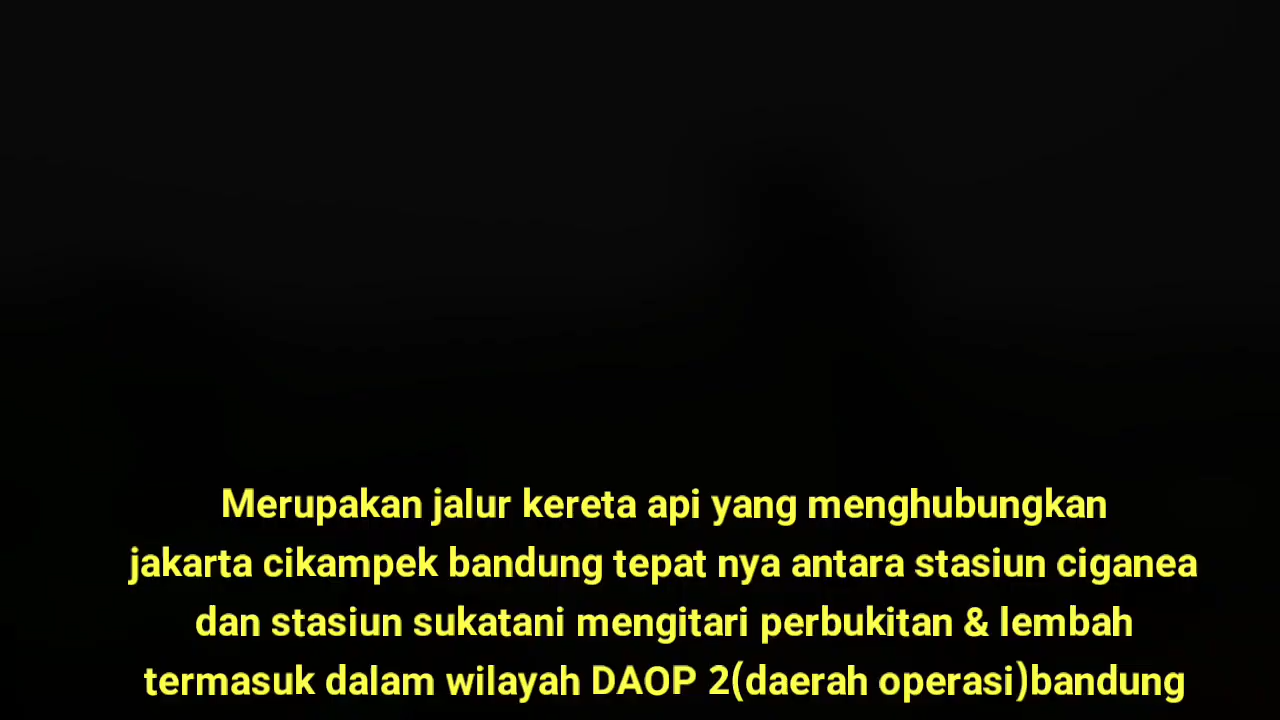 Merupakan jalur kereta api yang menghubungkan
jakarta cikampek bandung tepat nya antara stasiun ciganea
dan stasiun sukatani mengitari perbukitan & lembah
termasuk dalam wilayah DAOP 2(daerah operasi)bandung